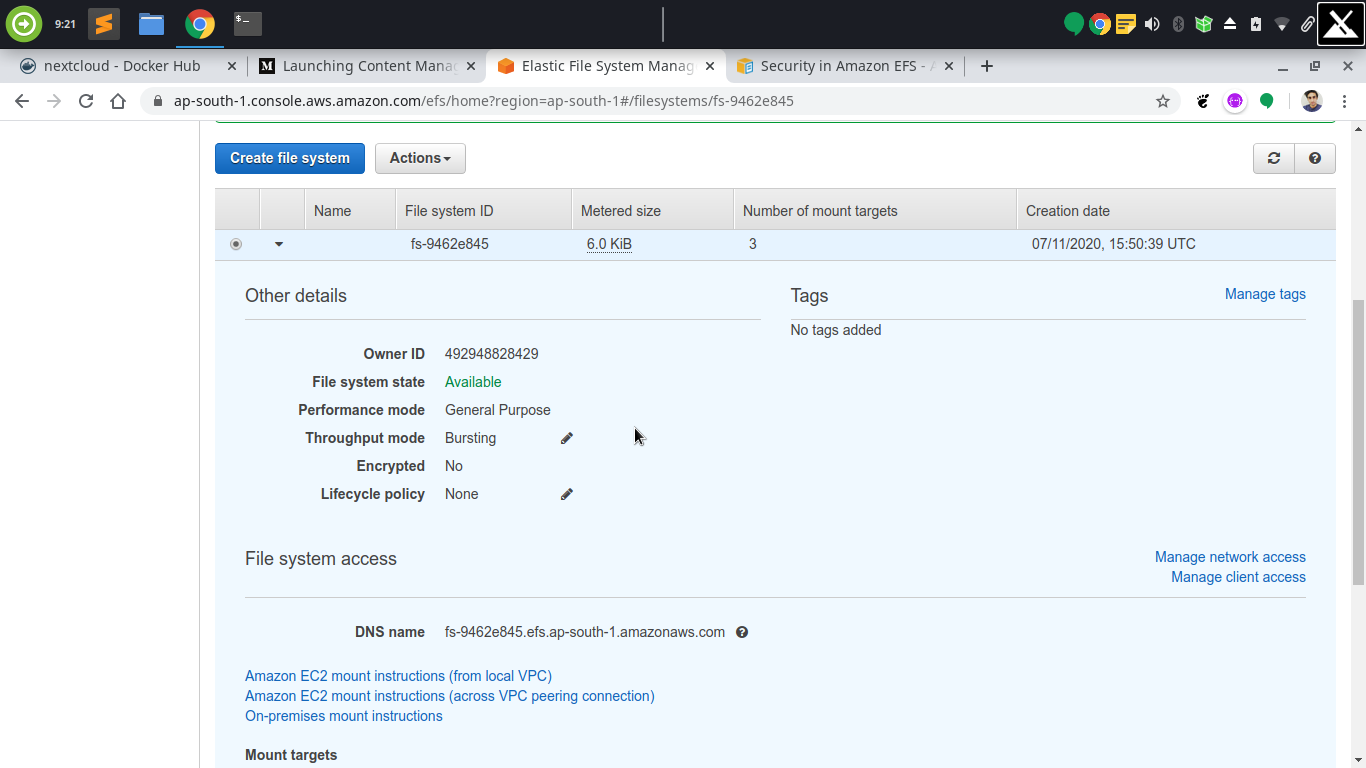 9:21
nextcloud - Docker Hub
M Launching Content Mana
Elastic File System Manag
Security in Amazon EFS -
ap-south-1.console.aws.amazon.com/efs/home?region=ap-south-1#/filesystems/fs-9462e845
Create file system Actions
Name File system ID Metered size Number of mount targets Creation date
fs-9462e845 6.0 KiB 3 07/11/2020, 15:50:39 UTC
Other details
Owner ID 492948828429
File system state Available
Performance mode General Purpose
Throughput mode Bursting
Encrypted No
Lifecycle policy None
Tags Manage tags
No tags added
File system access Manage network access
Manage client access
DNS name fs-9462e845.efs.ap-south-1.amazonaws.com
Amazon EC2 mount instructions (from local VPC)
Amazon EC2 mount instructions (across VPC peering connection)
On-premises mount instructions
Mount targets